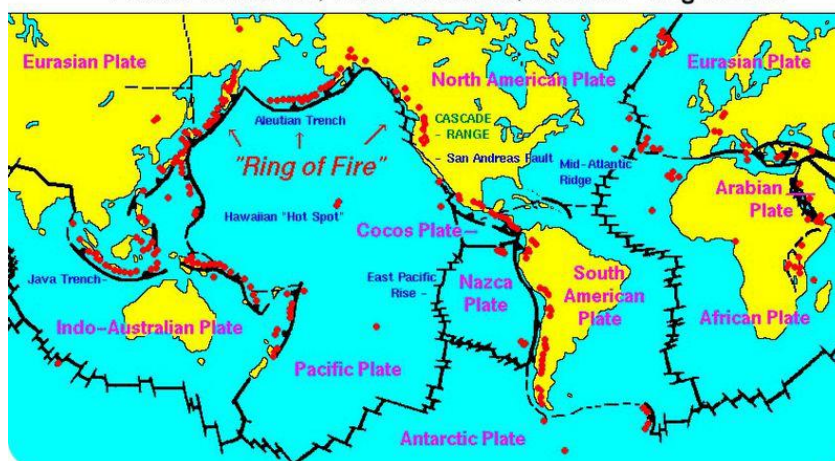 Eurasian Plate
North American Plate
Eurasian Plate
Aleutian Trench
CASCADE
- RANGE
"Ring of Fire"
- San Andreas Fault
Mid-Atlantic
Ridge
Arabian
Plate
Hawaiian "Hot Spot"
Cocos Plate
Java Trench
East Pacific
Rise -
Nazca
Plate
South
American
Plate
Indo-Australian Plate
African Plate
Pacific Plate
Antarctic Plate